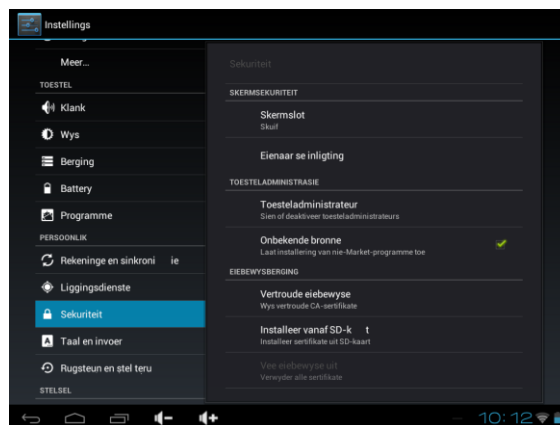 Instellings
Meer...
TOESTEL
Klank
Wys
Berging
Battery
Programme
PERSOONLIK
Rekeninge en sinkroni ie
Liggingsdienste
Sekuriteit
Taal en invoer
Rugsteun en stel teru
STELSEL
Sekuriteit
SKERMSEKURITEIT
Skermslot
Skuif
Eienaar se inligting
TOESTELADMINISTRASIE
Toesteladministrateur
Sien of deaktiveer toesteladministrateurs
Onbekende bronne
Laat installering van nie-Market-programme toe
EIEBEWYSBERGING
Vertroude eiebewyse
Wys vertroude CA-sertifikate
Installeer vanaf SD-k t
Installeer sertifikate uit SD-kaart
Vee eiebewyse uit
Verwyder alle sertifikate
10:12